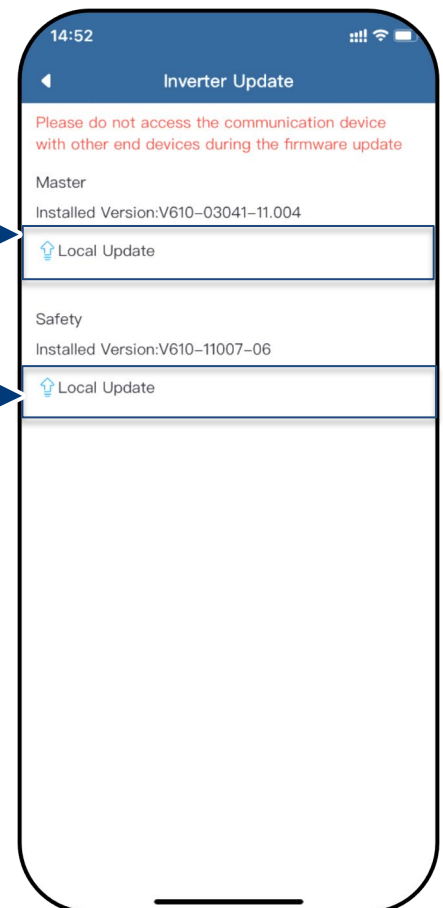 14:52
Inverter Update
Please do not access the communication device
with other end devices during the firmware update
Master
Installed Version:V610-03041-11.004
Local Update
Safety
Installed Version:V610-11007-06
Local Update